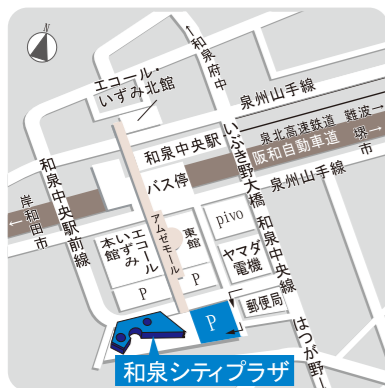 N
←和泉府中
エコール・
いずみ北館
泉州山手線
和泉中央駅
いぶき野大橋
泉北高速鉄道 難波→
阪和自動車道
堺市→
泉州山手線
和泉中央駅前線
バス停
←岸和田市
アムゼモール
エコール
いずみ
本館
東館
pivo
ヤマダ
電機
和泉中央線
P
P
郵便局
P
はつが野→
和泉シティプラザ